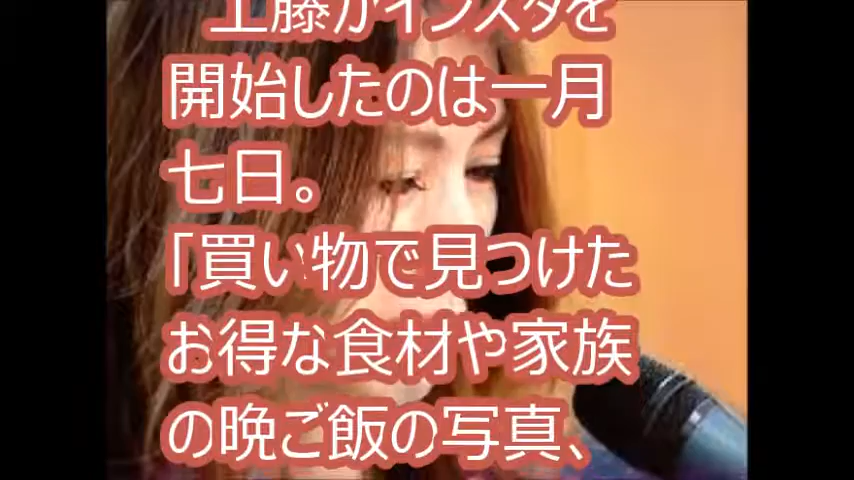 工藤がインスタを
開始したのは一月
七日。
「買い物で見つけた
お得な食材や家族
の晩ご飯の写真、